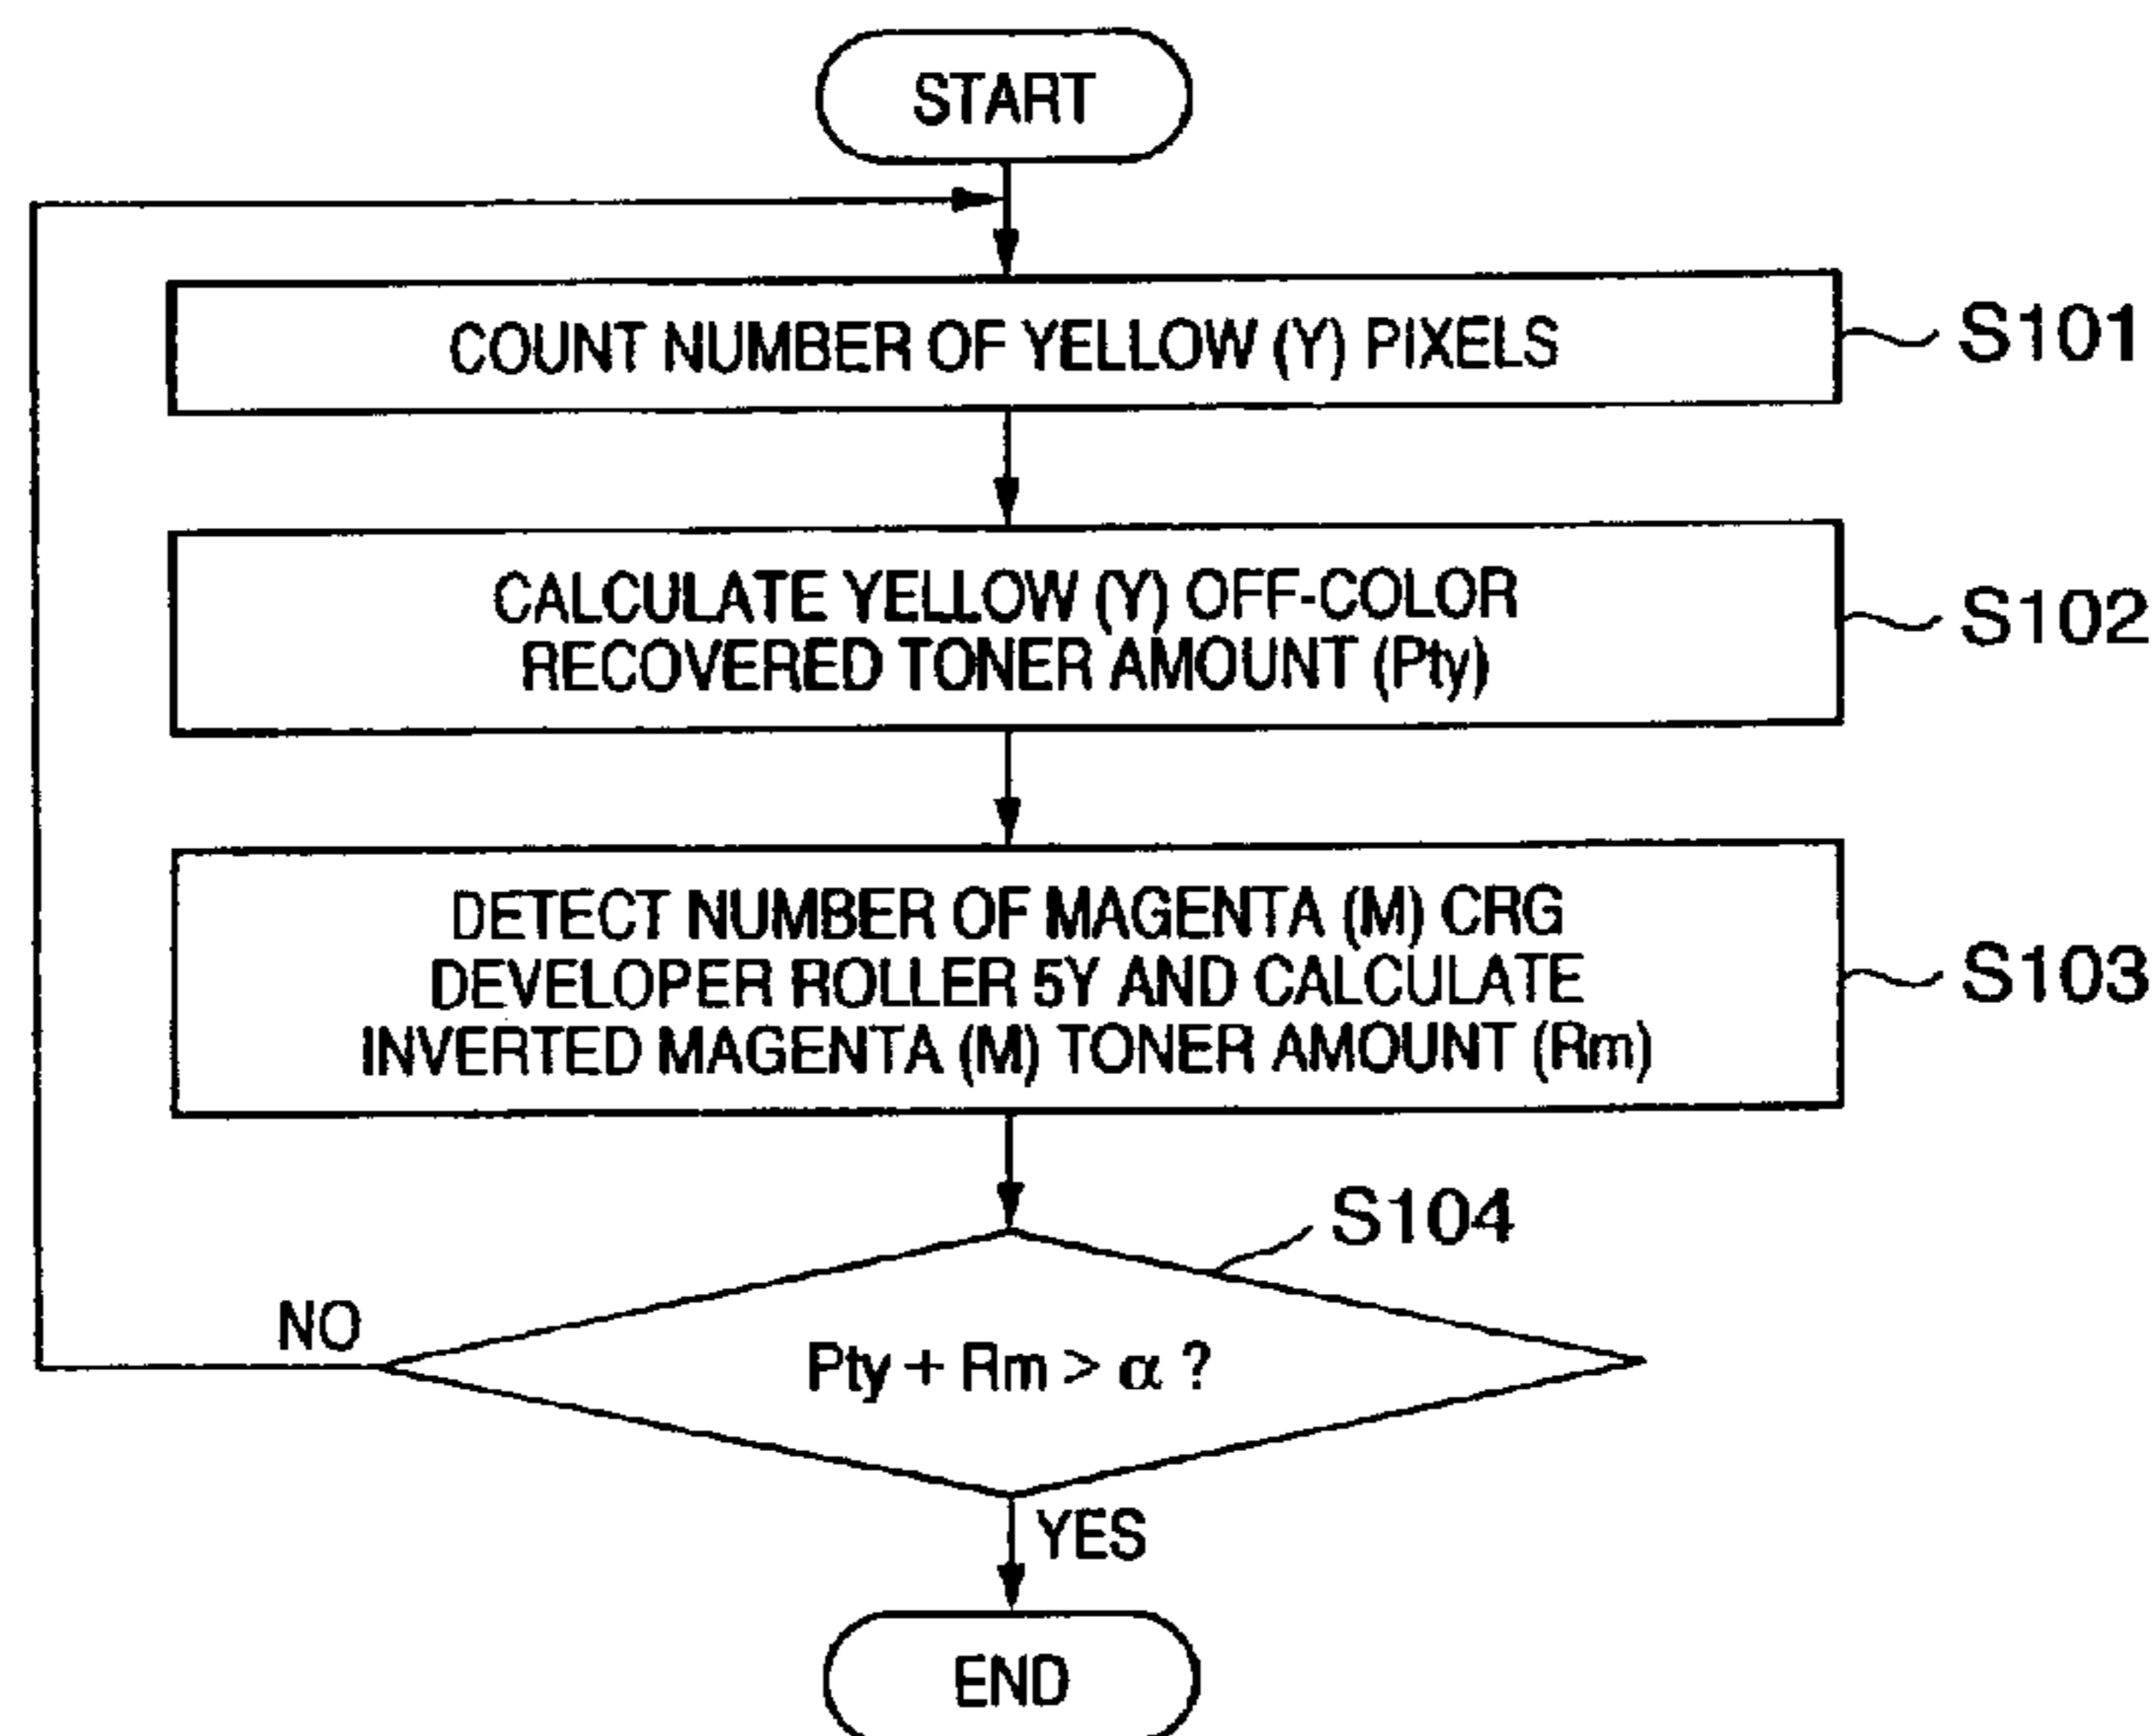 START
COUNT NUMBER OF YELLOW (Y) PIXELS
S101
CALCULATE YELLOW (Y) OFF-COLOR
RECOVERED TONER AMOUNT (Pty)
S102
DETECT NUMBER OF MAGENTA (M) CRG
DEVELOPER ROLLER 5Y AND CALCULATE
INVERTED MAGENTA (M) TONER AMOUNT (Rm)
S103
S104
NO
Pty + Rm > α ?
YES
END